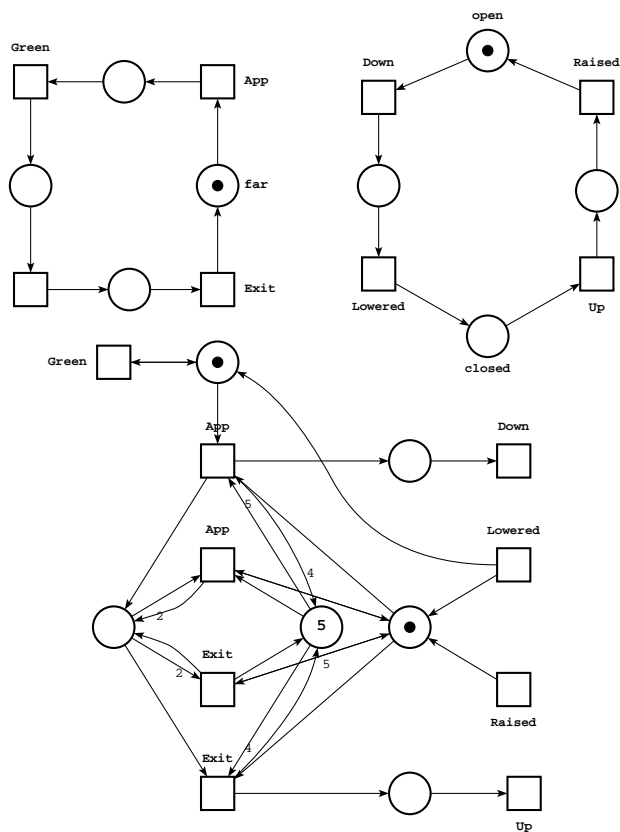 open
Green
Down
Raised
App
far
Exit
Lowered
Up
closed
Green
App
Down
5
App
Lowered
4
2
5
Exit
5
2
Raised
4
Exit
Up